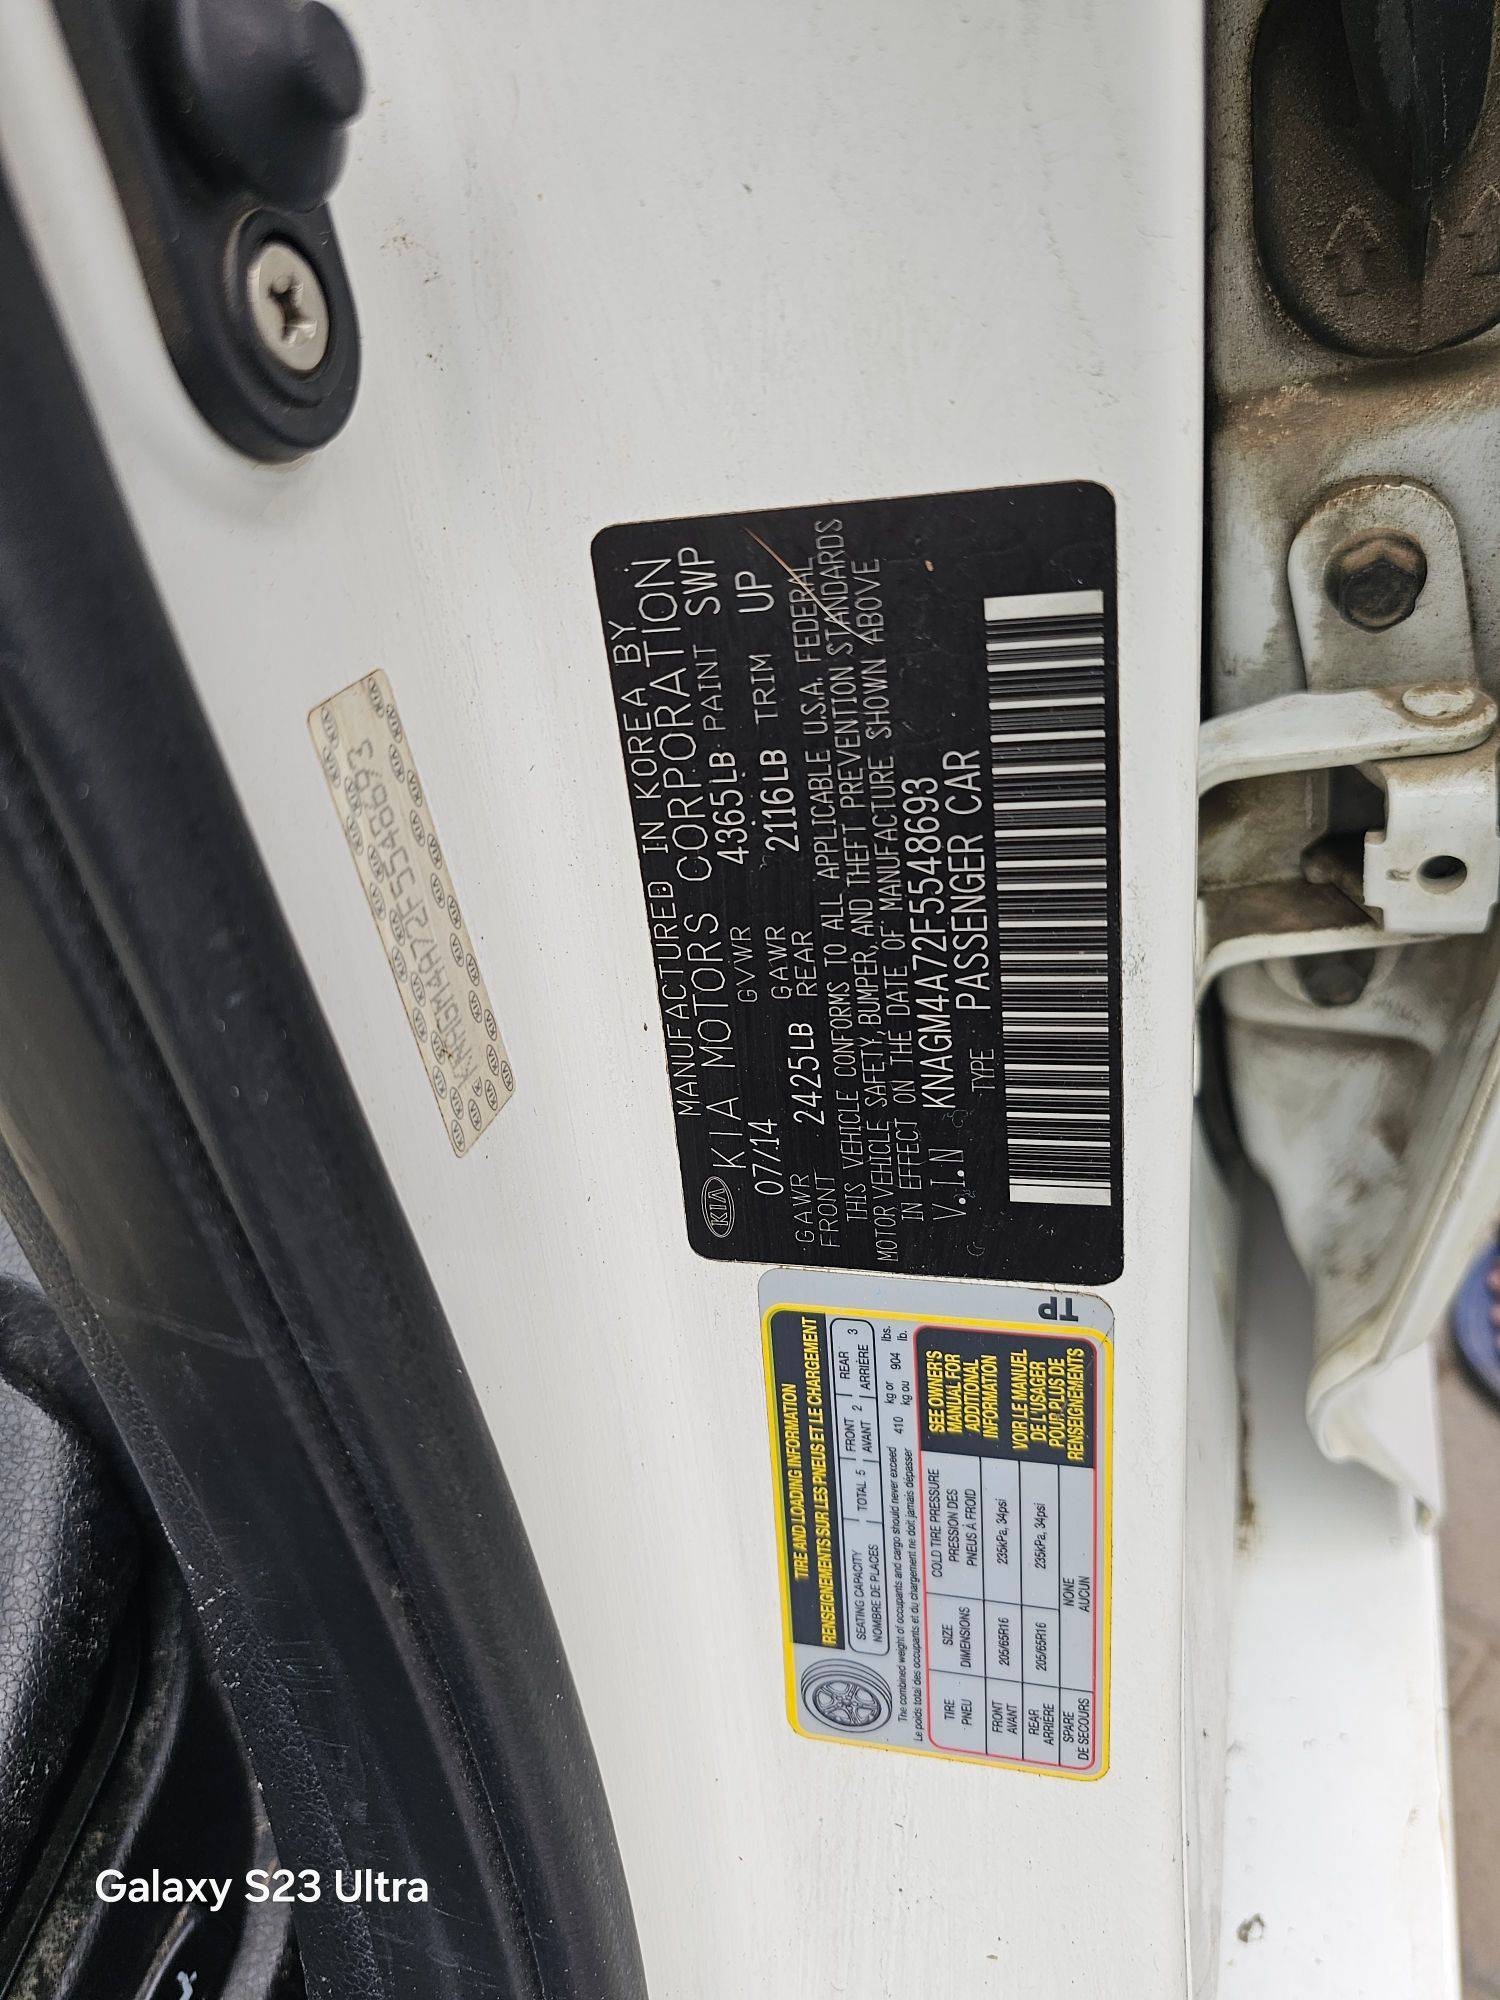 KNAGM4A72F5548693
KIA
MANUFACTURED IN KOREA BY
KIA MOTORS CORPORATION
07/14 GVWR 4365LB PAINT SWP
GAWR FRONT 2425LB GAWR REAR 2116LB TRIM UP
THIS VEHICLE CONFORMS TO ALL APPLICABLE U.S.A. FEDERAL
MOTOR VEHICLE SAFETY, BUMPER, AND THEFT PREVENTION STANDARDS
IN EFFECT ON THE DATE OF MANUFACTURE SHOWN ABOVE
V.I.N KNAGM4A72F5548693
TYPE PASSENGER CAR
TP
TIRE AND LOADING INFORMATION
RENSEIGNEMENTS SUR LES PNEUS ET LE CHARGEMENT
SEATING CAPACITY TOTAL 5 FRONT 2 REAR 3
NOMBRE DE PLACES AVANT ARRIÈRE
The combined weight of occupants and cargo should never exceed 410 kg or 904 lbs.
Le poids total des occupants et du chargement ne doit jamais dépasser kg ou lb.
TIRE SIZE COLD TIRE PRESSURE
PNEU DIMENSIONS PRESSION DES PNEUS À FROID
FRONT 205/65R16 235kPa, 34psi
AVANT
REAR 205/65R16 235kPa, 34psi
ARRIÈRE
SPARE NONE
DE SECOURS AUCUN
SEE OWNER'S
MANUAL FOR
ADDITIONAL
INFORMATION
VOIR LE MANUEL
DE L'USAGER
POUR PLUS DE
RENSEIGNEMENTS
R
Galaxy S23 Ultra